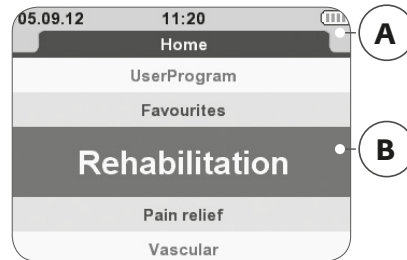 05.09.12 11:20
Home
A
UserProgram
Favourites
Rehabilitation
B
Pain relief
Vascular